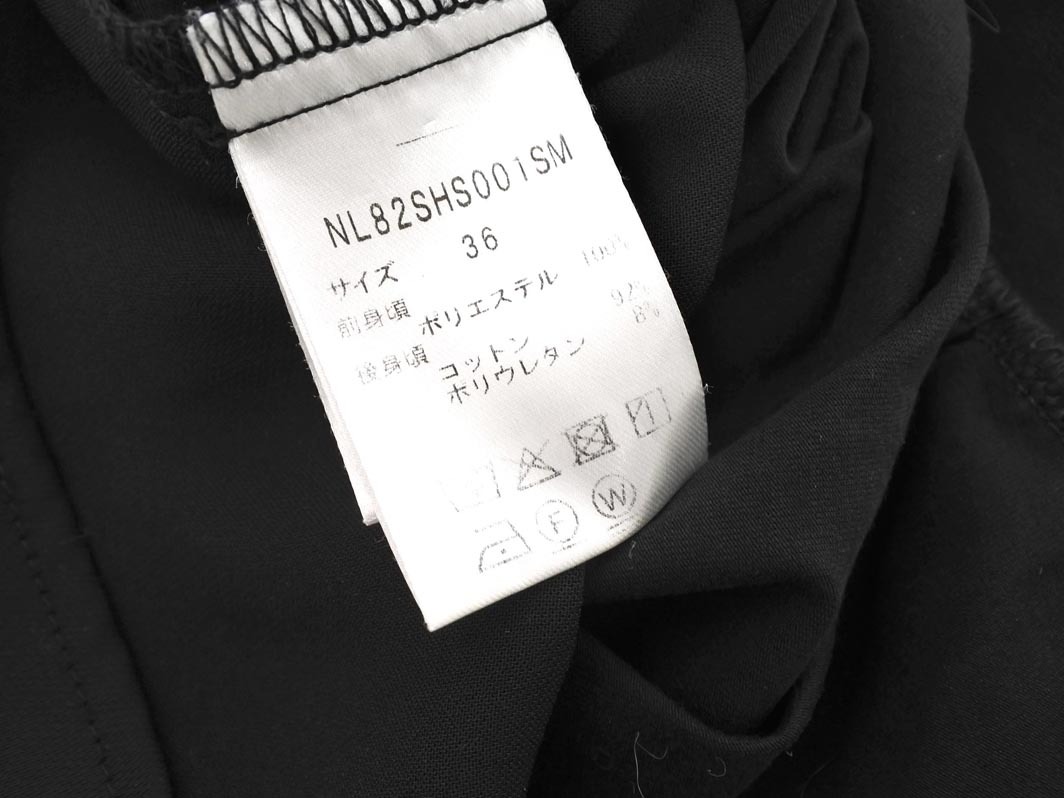 NL82SHS001SM
サイズ 36
前身頃 ポリエステル 100%
後身頃 コットン 92%
ポリウレタン 8%
F W